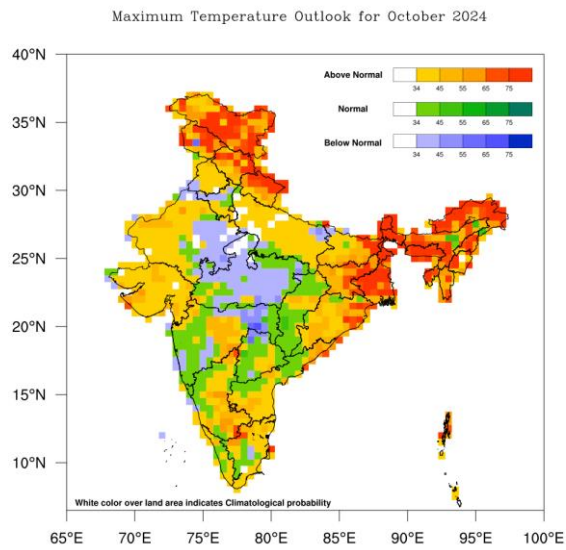 Maximum Temperature Outlook for October 2024
40°N
35°N
30°N
25°N
20°N
15°N
10°N
Above Normal
34 45 55 65 75
Normal
34 45 55 65 75
Below Normal
34 45 55 65 75
White color over land area indicates Climatological probability
65°E 70°E 75°E 80°E 85°E 90°E 95°E 100°E